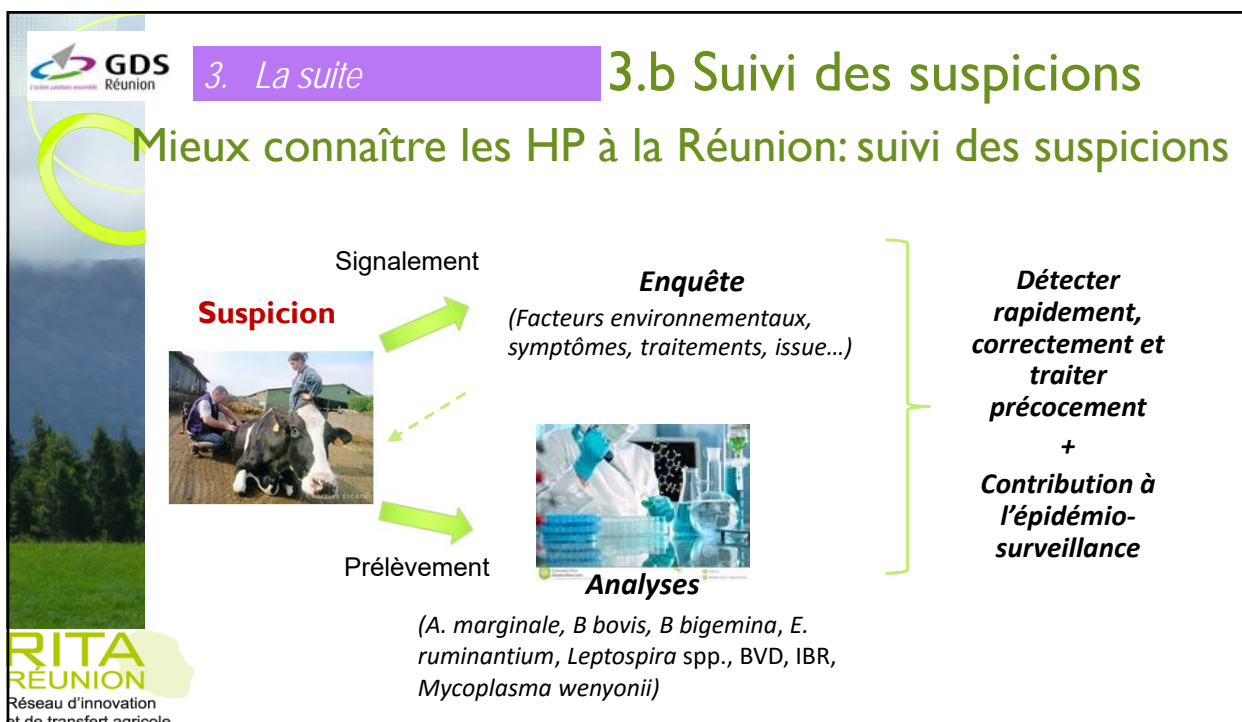 GDS
Réunion
3. La suite
3.b Suivi des suspicions
Mieux connaître les HP à la Réunion: suivi des suspicions
Signalement
Suspicion
Enquête
(Facteurs environnementaux,
symptômes, traitements, issue…)
Prélèvement
Analyses
(A. marginale, B bovis, B bigemina, E.
ruminantium, Leptospira spp., BVD, IBR,
Mycoplasma wenyonii)
Détecter
rapidement,
correctement et
traiter
précocement
+
Contribution à
l'épidémio-
surveillance
RITA
RÉUNION
Réseau d'innovation
et de transfert agricole